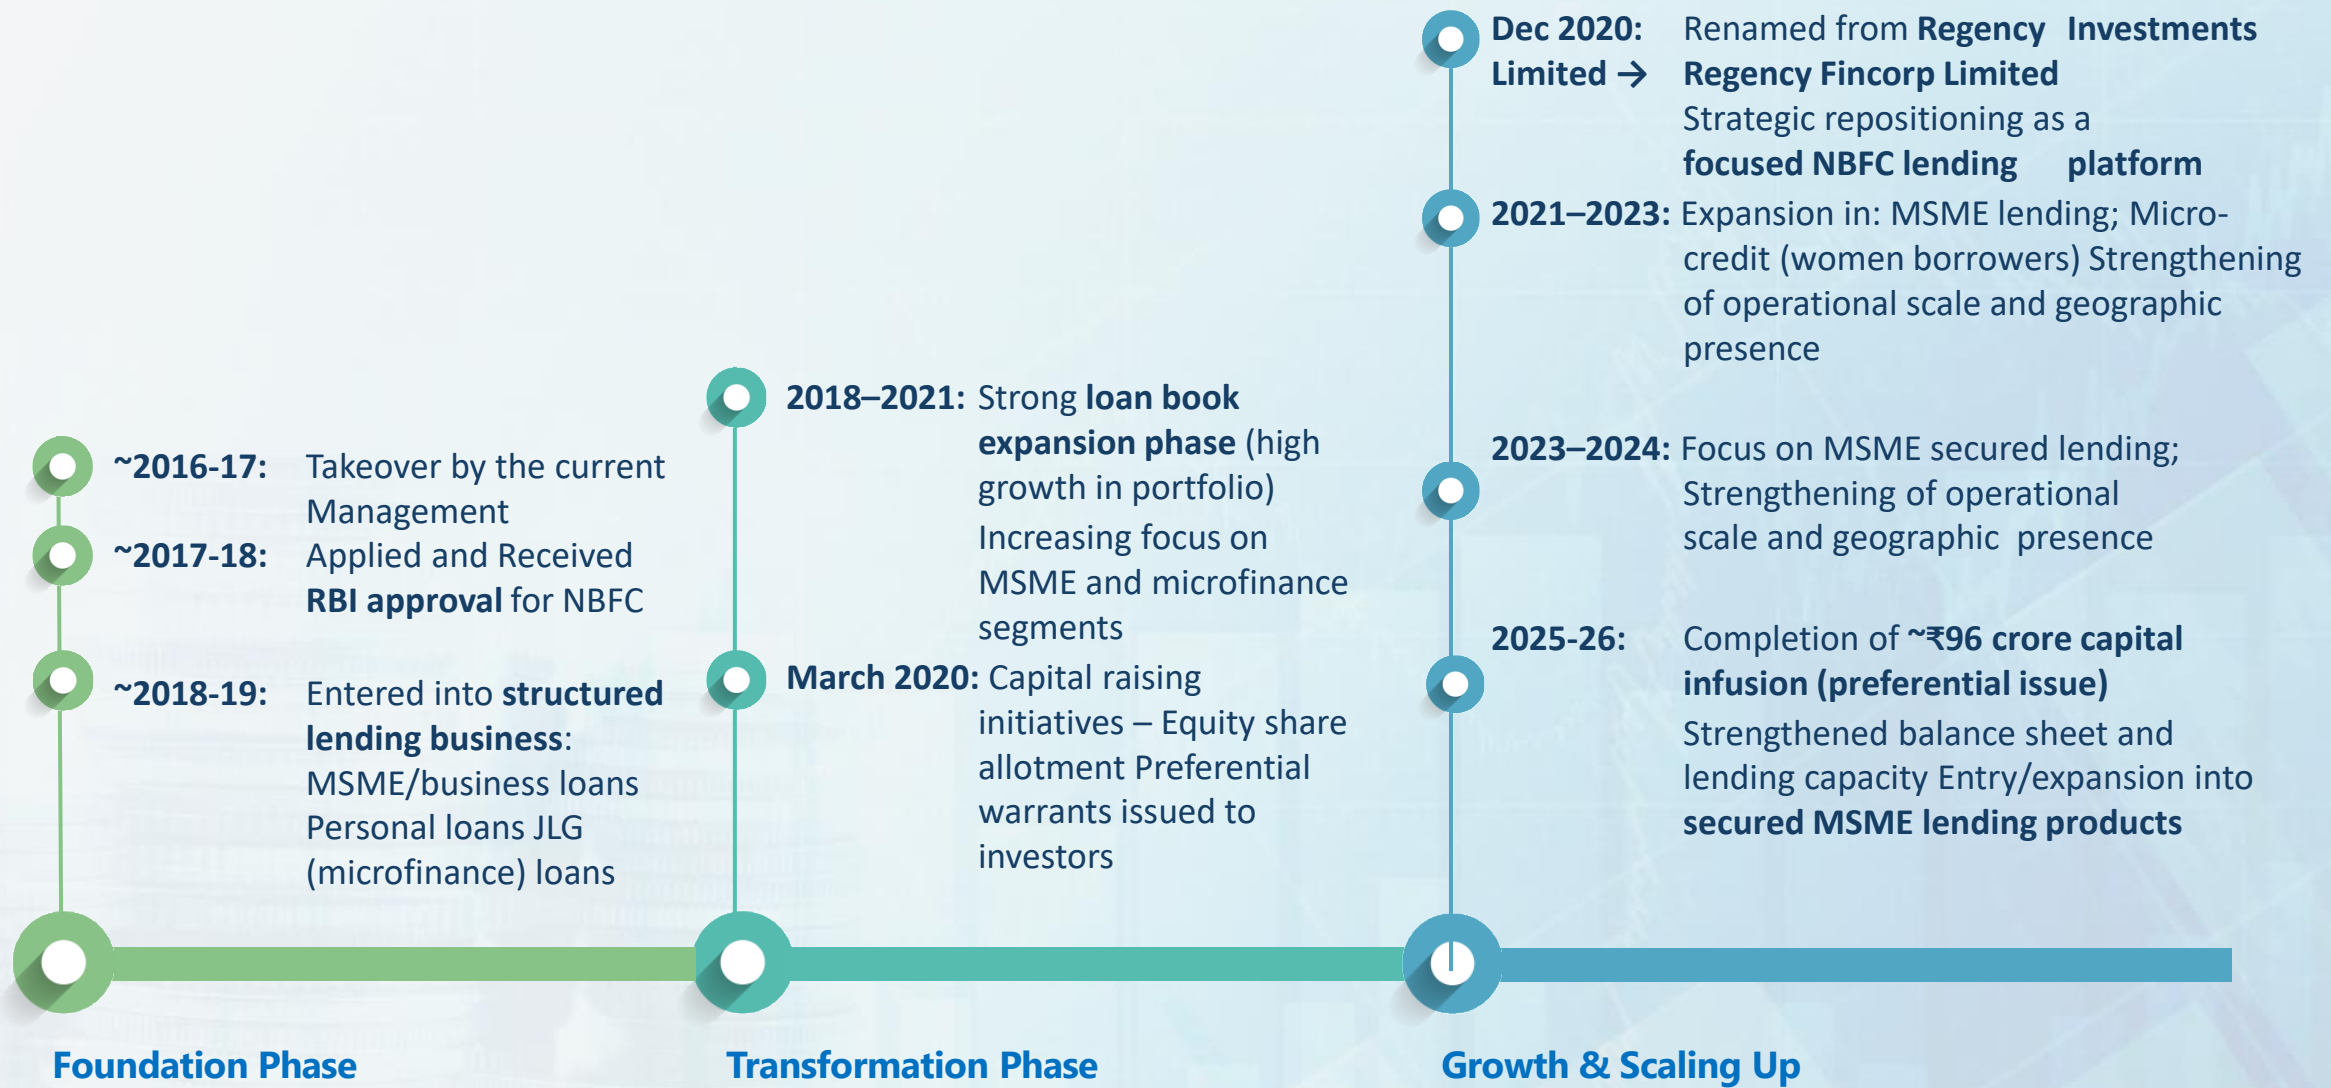 ~2016-17: Takeover by the current
Management
~2017-18: Applied and Received
RBI approval for NBFC
~2018-19: Entered into structured
lending business:
MSME/business loans
Personal loans JLG
(microfinance) loans
Foundation Phase
2018–2021: Strong loan book
expansion phase (high
growth in portfolio)
Increasing focus on
MSME and microfinance
segments
March 2020: Capital raising
initiatives – Equity share
allotment Preferential
warrants issued to
investors
Transformation Phase
Dec 2020: Renamed from Regency Investments
Limited → Regency Fincorp Limited
Strategic repositioning as a
focused NBFC lending platform
2021–2023: Expansion in: MSME lending; Micro-
credit (women borrowers) Strengthening
of operational scale and geographic
presence
2023–2024: Focus on MSME secured lending;
Strengthening of operational
scale and geographic presence
2025-26: Completion of ~₹96 crore capital
infusion (preferential issue)
Strengthened balance sheet and
lending capacity Entry/expansion into
secured MSME lending products
Growth & Scaling Up